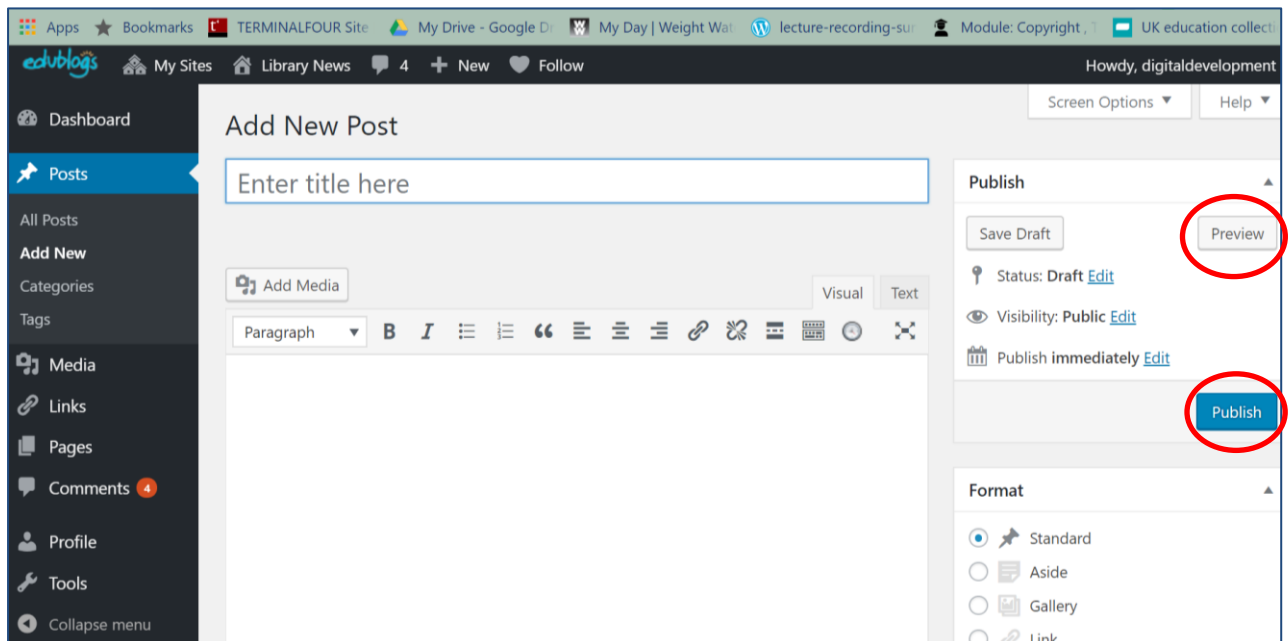 Apps Bookmarks TERMINALFOUR Site My Drive - Google Dr My Day | Weight Wat lecture-recording-sur Module: Copyright , T UK education collecti
edublogs My Sites Library News 4 + New Follow Howdy, digitaldevelopment
Screen Options Help
Dashboard
Posts
All Posts
Add New
Categories
Tags
Media
Links
Pages
Comments 4
Profile
Tools
Collapse menu
Add New Post
Enter title here
Add Media
Visual Text
Paragraph B I
Publish
Save Draft Preview
Status: Draft Edit
Visibility: Public Edit
Publish immediately Edit
Publish
Format
Standard
Aside
Gallery
Link